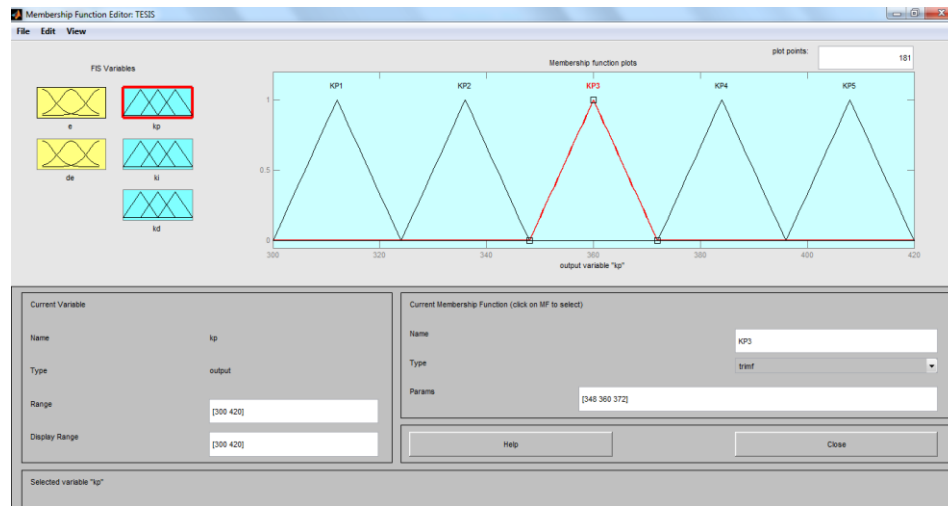 Membership Function Editor: TESIS
File Edit View
FIS Variables
e
kp
de
ki
kd
plot points:
181
Membership function plots
KP1 KP2 KP3 KP4 KP5
1
0.5
0
300 320 340 360 380 400 420
output variable "kp"
Current Variable
Name kp
Type output
Range [300 420]
Display Range [300 420]
Current Membership Function (click on MF to select)
Name KP3
Type trimf
Params [348 360 372]
Help Close
Selected variable "kp"